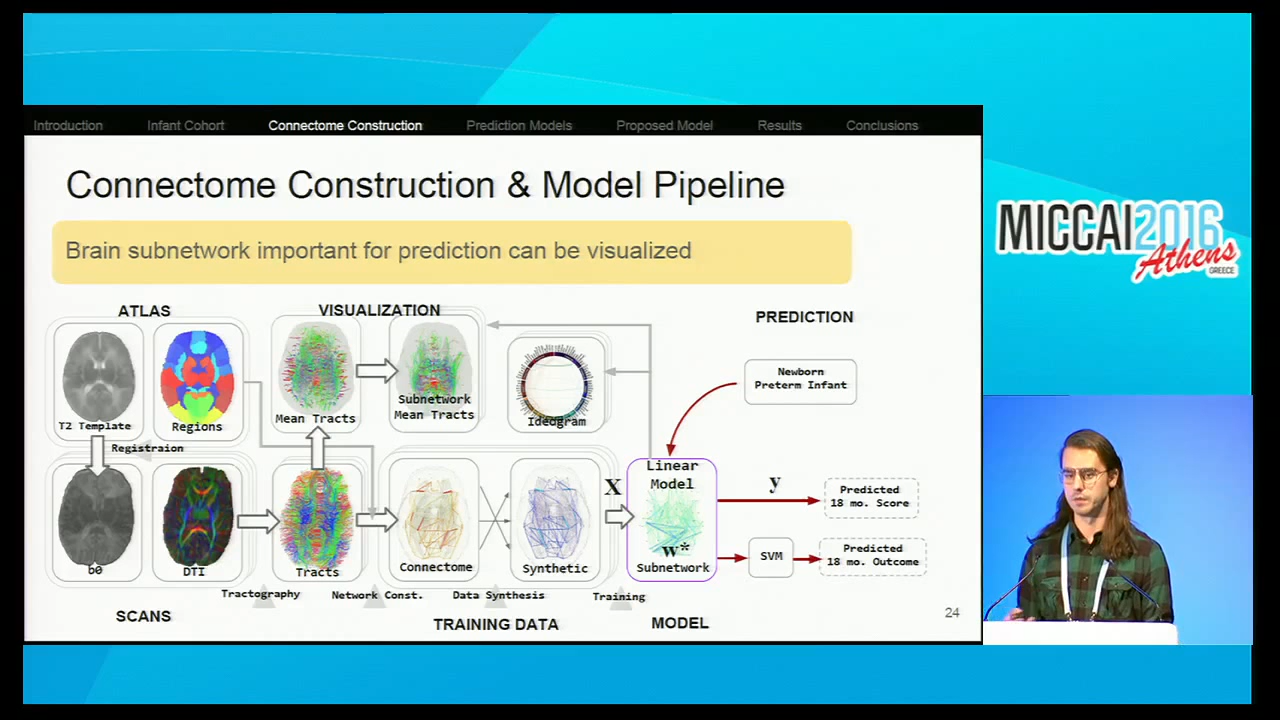 Introduction Infant Cohort Connectome Construction Prediction Models Proposed Model Results Conclusions
Connectome Construction & Model Pipeline
Brain subnetwork important for prediction can be visualized
ATLAS
VISUALIZATION
PREDICTION
T2 Template
Regions
Mean Tracts
Subnetwork
Mean Tracts
Ideogram
Newborn
Preterm Infant
Registraion
b0
DTI
Tracts
Connectome
Synthetic
X
Linear
Model
w*
Subnetwork
y
Predicted
18 mo. Score
SVM
Predicted
18 mo. Outcome
Tractography
Network Const.
Data Synthesis
Training
SCANS
TRAINING DATA
MODEL
24
MICCAI2016
Athens
GREECE